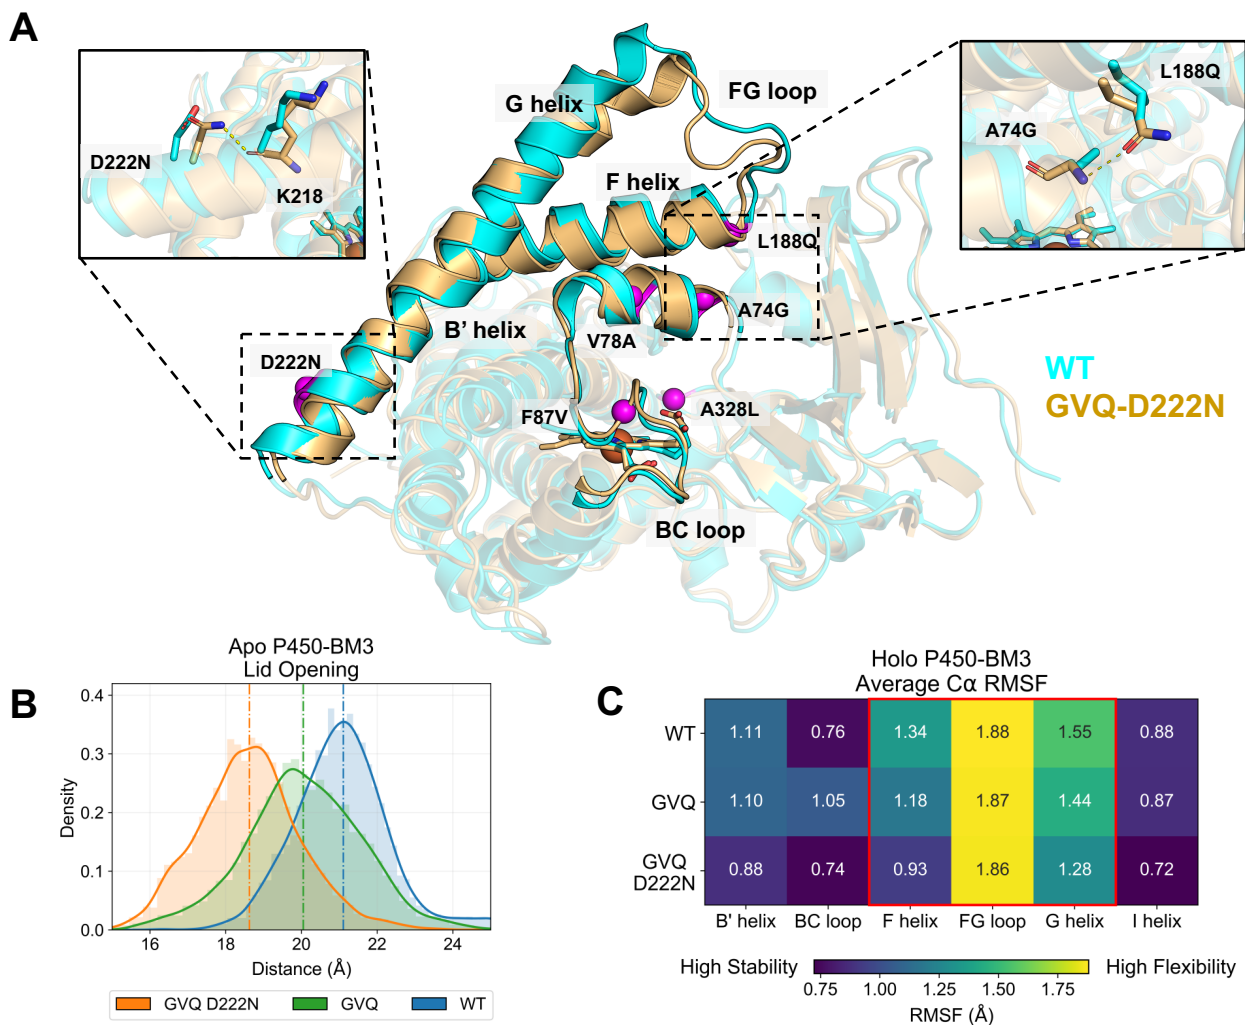 A
D222N
K218
G helix
FG loop
F helix
L188Q
A74G
L188Q
A74G
V78A
B' helix
D222N
F87V
A328L
BC loop
WT
GVQ-D222N
B
Apo P450-BM3
Lid Opening
0.4
0.3
0.2
0.1
0.0
Density
16
18
20
22
24
Distance (Å)
GVQ D222N
GVQ
WT
C
Holo P450-BM3
Average Cα RMSF
WT
1.11
0.76
1.34
1.88
1.55
0.88
GVQ
1.10
1.05
1.18
1.87
1.44
0.87
GVQ
D222N
0.88
0.74
0.93
1.86
1.28
0.72
B' helix
BC loop
F helix
FG loop
G helix
I helix
High Stability
High Flexibility
0.75
1.00
1.25
1.50
1.75
RMSF (Å)